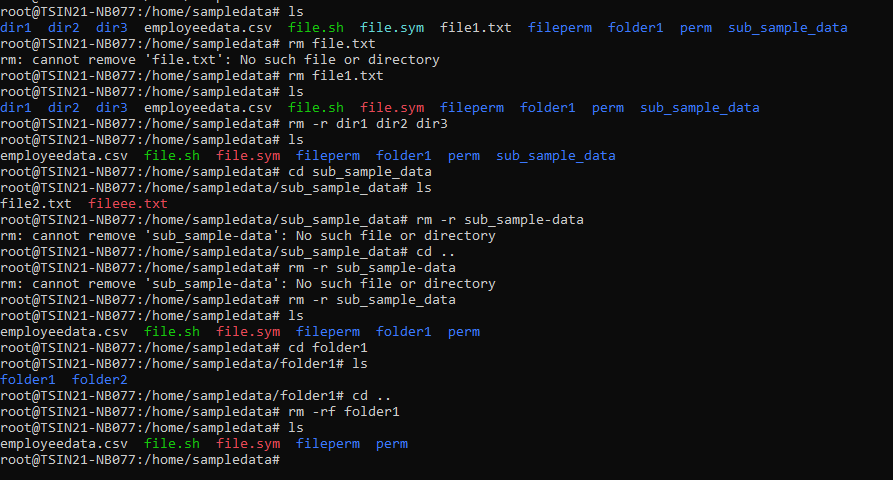 root@TSIN21-NB077:/home/sampledata# ls
dir1  dir2  dir3  employeedata.csv  file.sh  file.sym  file1.txt  fileperm  folder1  perm  sub_sample_data
root@TSIN21-NB077:/home/sampledata# rm file.txt
rm: cannot remove 'file.txt': No such file or directory
root@TSIN21-NB077:/home/sampledata# rm file1.txt
root@TSIN21-NB077:/home/sampledata# ls
dir1  dir2  dir3  employeedata.csv  file.sh  file.sym  fileperm  folder1  perm  sub_sample_data
root@TSIN21-NB077:/home/sampledata# rm -r dir1 dir2 dir3
root@TSIN21-NB077:/home/sampledata# ls
employeedata.csv  file.sh  file.sym  fileperm  folder1  perm  sub_sample_data
root@TSIN21-NB077:/home/sampledata# cd sub_sample_data
root@TSIN21-NB077:/home/sampledata/sub_sample_data# ls
file2.txt  fileee.txt
root@TSIN21-NB077:/home/sampledata/sub_sample_data# rm -r sub_sample-data
rm: cannot remove 'sub_sample-data': No such file or directory
root@TSIN21-NB077:/home/sampledata/sub_sample_data# cd ..
root@TSIN21-NB077:/home/sampledata# rm -r sub_sample-data
rm: cannot remove 'sub_sample-data': No such file or directory
root@TSIN21-NB077:/home/sampledata# rm -r sub_sample_data
root@TSIN21-NB077:/home/sampledata# ls
employeedata.csv  file.sh  file.sym  fileperm  folder1  perm
root@TSIN21-NB077:/home/sampledata# cd folder1
root@TSIN21-NB077:/home/sampledata/folder1# ls
folder1  folder2
root@TSIN21-NB077:/home/sampledata/folder1# cd ..
root@TSIN21-NB077:/home/sampledata# rm -rf folder1
root@TSIN21-NB077:/home/sampledata# ls
employeedata.csv  file.sh  file.sym  fileperm  perm
root@TSIN21-NB077:/home/sampledata#